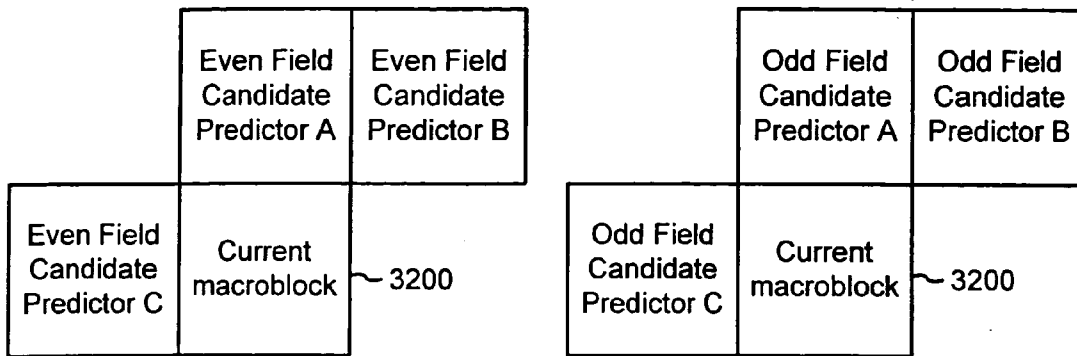 Even Field
Candidate
Predictor A
Even Field
Candidate
Predictor B
Even Field
Candidate
Predictor C
Current
macroblock
3200
Odd Field
Candidate
Predictor A
Odd Field
Candidate
Predictor B
Odd Field
Candidate
Predictor C
Current
macroblock
3200